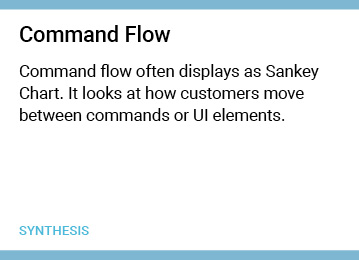 Command Flow
Command flow often displays as Sankey
Chart. It looks at how customers move
between commands or UI elements.
SYNTHESIS